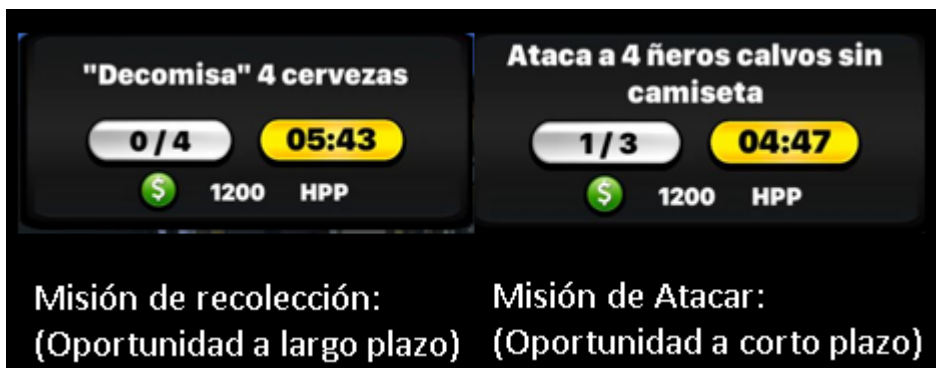 "Decomisa" 4 cervezas
0 / 4 05:43
$ 1200 HPP
Misión de recolección:
(Oportunidad a largo plazo)
Ataca a 4 ñeros calvos sin
camiseta
1 / 3 04:47
$ 1200 HPP
Misión de Atacar:
(Oportunidad a corto plazo)